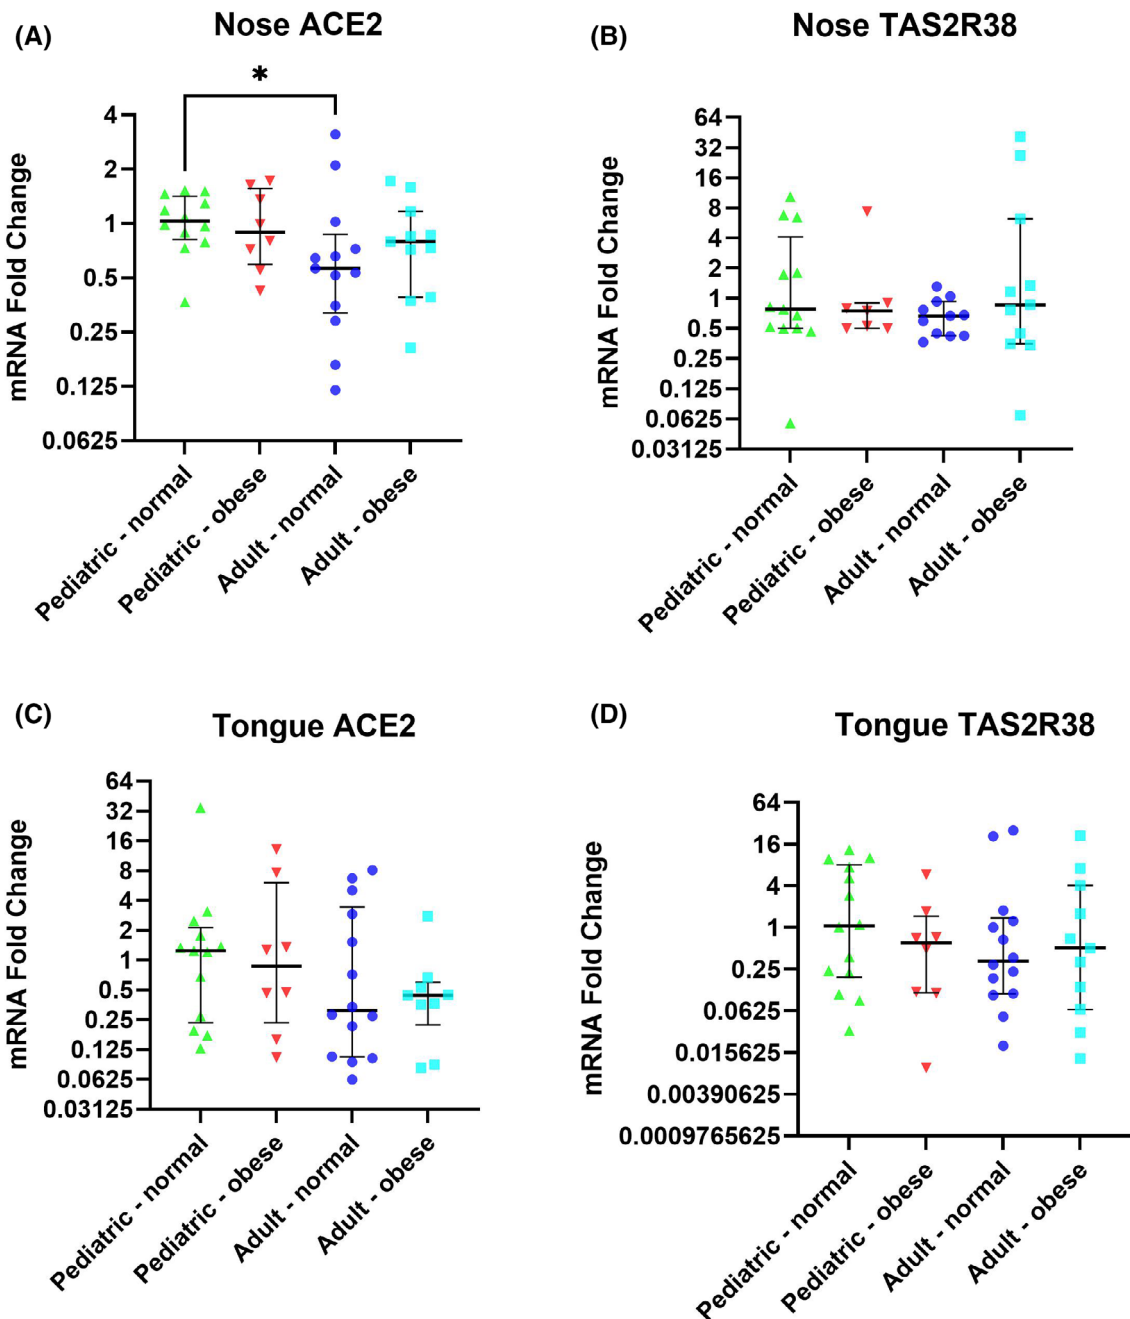 (A)
Nose ACE2
*
mRNA Fold Change
4
2
1
0.5
0.25
0.125
0.0625
Pediatric - normal
Pediatric - obese
Adult - normal
Adult - obese
(B)
Nose TAS2R38
mRNA Fold Change
64
32
16
8
4
2
1
0.5
0.25
0.125
0.0625
0.03125
Pediatric - normal
Pediatric - obese
Adult - normal
Adult - obese
(C)
Tongue ACE2
mRNA Fold Change
64
32
16
8
4
2
1
0.5
0.25
0.125
0.0625
0.03125
Pediatric - normal
Pediatric - obese
Adult - normal
Adult - obese
(D)
Tongue TAS2R38
mRNA Fold Change
64
16
4
1
0.25
0.0625
0.015625
0.00390625
0.0009765625
Pediatric - normal
Pediatric - obese
Adult - normal
Adult - obese